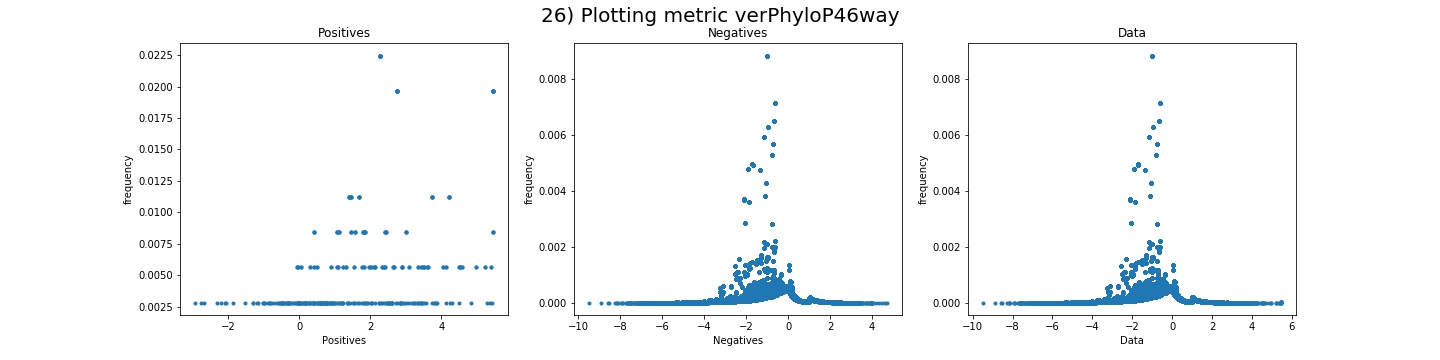 26) Plotting metric verPhyloP46way
Positives
0.0225
0.0200
0.0175
0.0150
0.0125
0.0100
0.0075
0.0050
0.0025
frequency
−2 0 2 4
Positives
Negatives
0.008
0.006
0.004
0.002
0.000
frequency
−10 −8 −6 −4 −2 0 2 4
Negatives
Data
0.008
0.006
0.004
0.002
0.000
frequency
−10 −8 −6 −4 −2 0 2 4 6
Data